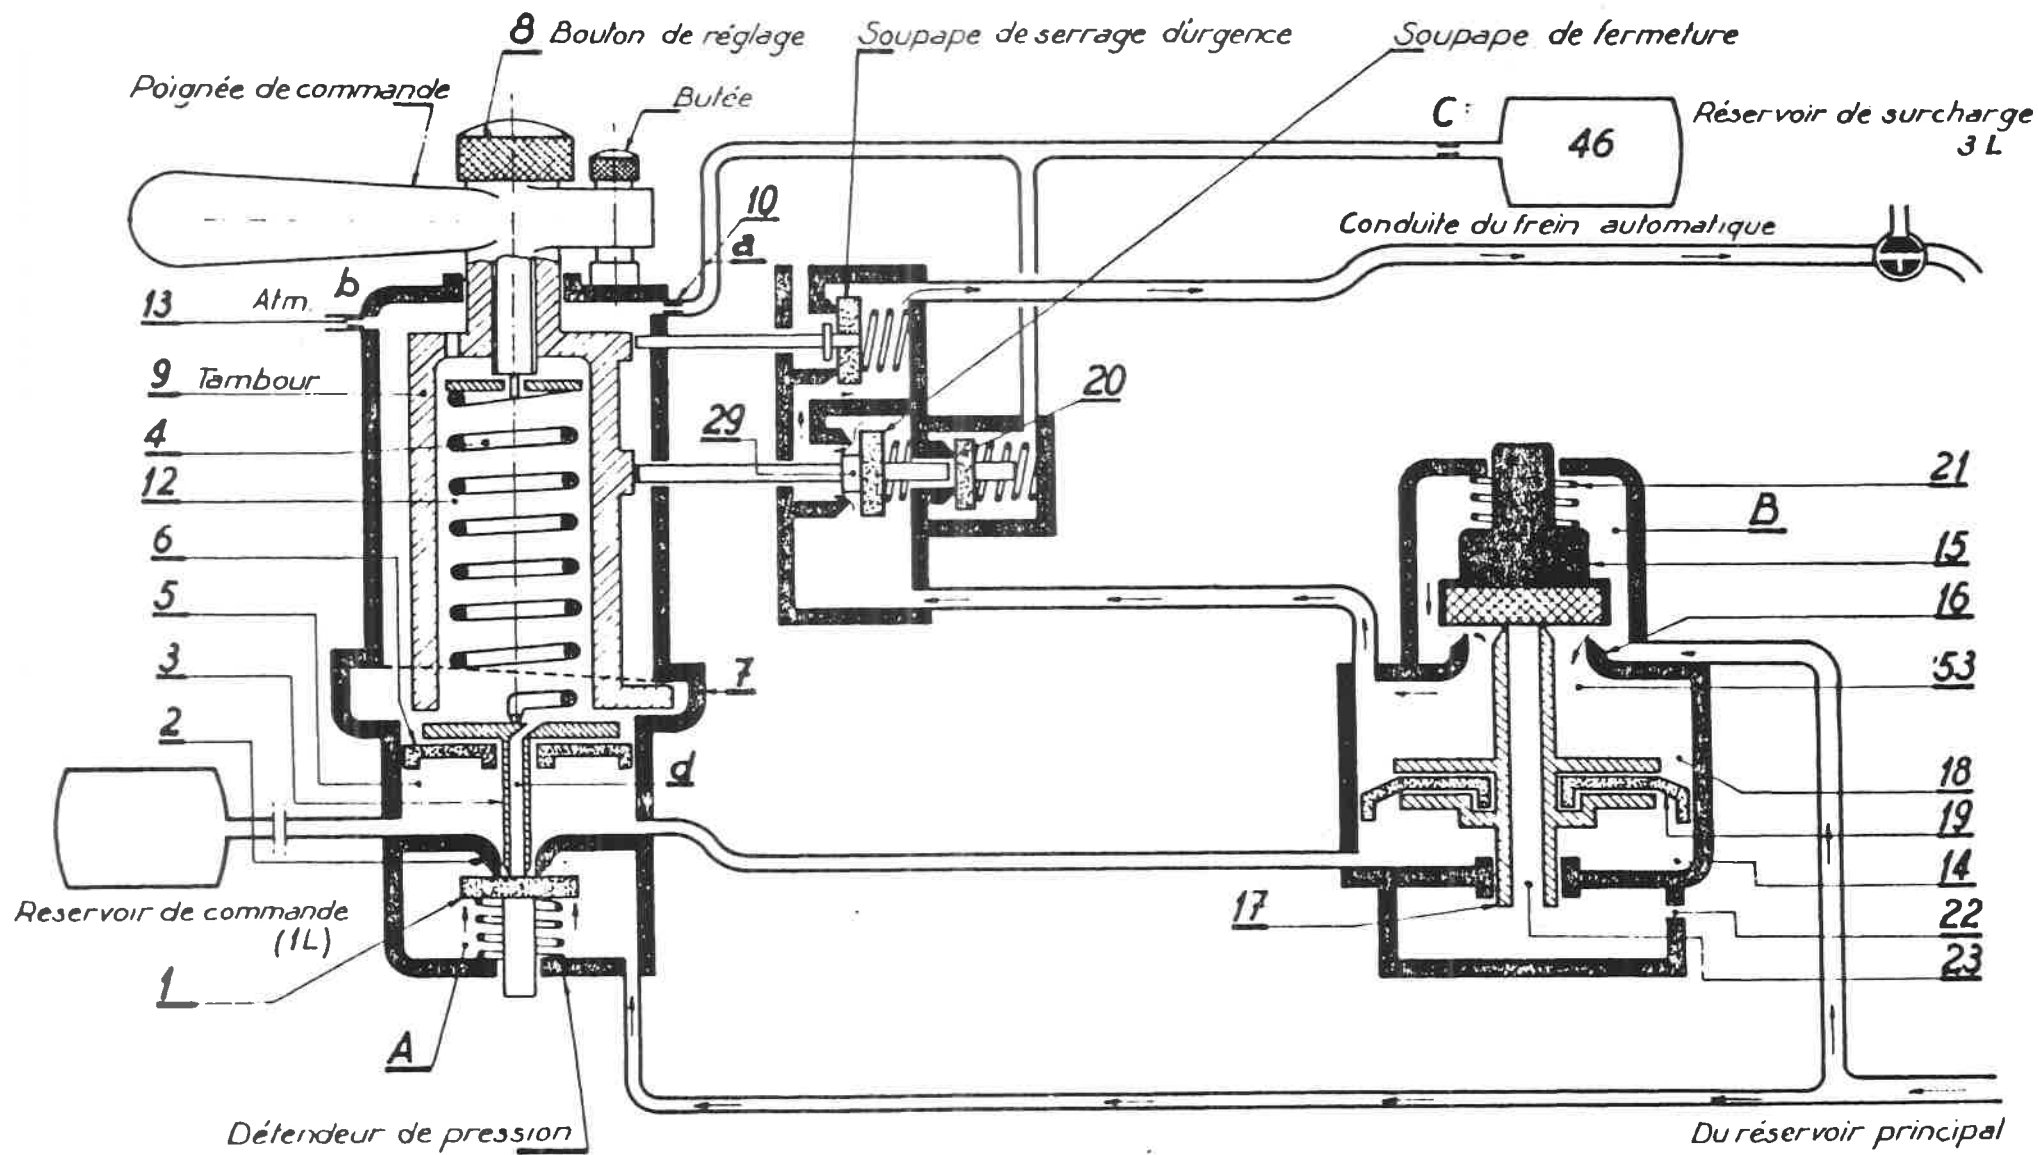 8 Bouton de réglage
Soupape de serrage d'urgence
Soupape de fermeture
Poignée de commande
Butée
C
46
Réservoir de surcharge
3 L
10
a
Conduite du frein automatique
b
Atm.
13
9 Tambour
20
4
29
12
21
B
6
15
5
16
3
53
7
2
d
18
19
14
Reservoir de commande
(1L)
17
22
23
1
A
Détendeur de pression
Du réservoir principal